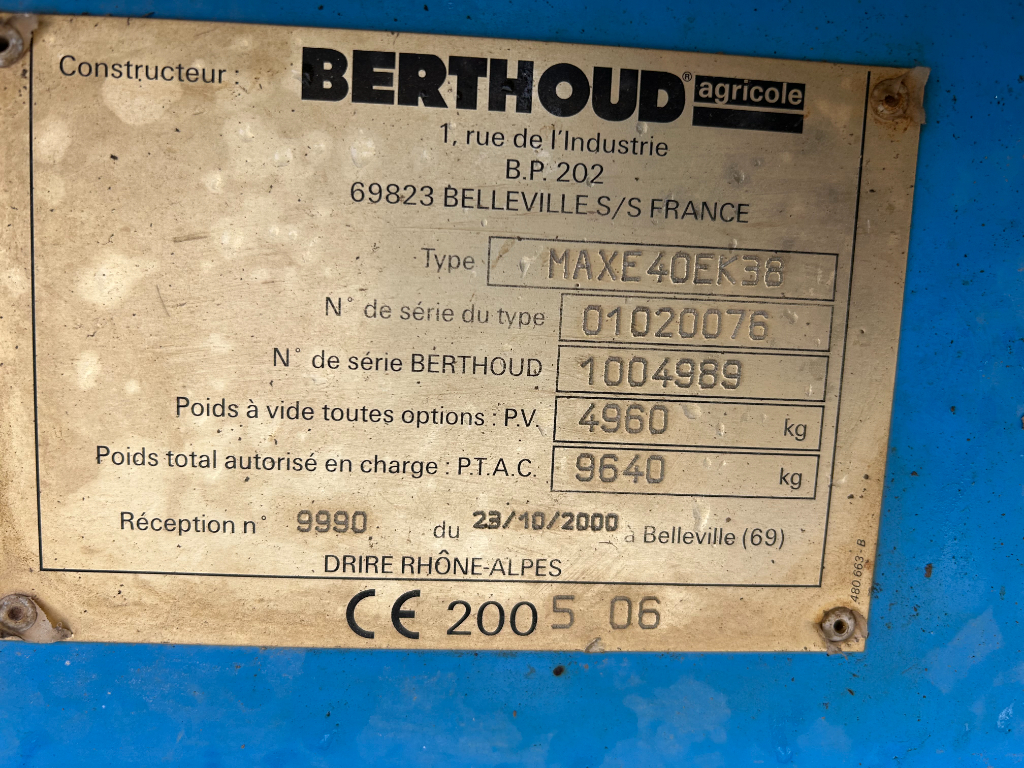 Constructeur : BERTHOUD® agricole
1, rue de l'Industrie
B.P. 202
69823 BELLEVILLE S/S FRANCE
Type MAXE40EK38
N° de série du type 01020076
N° de série BERTHOUD 1004989
Poids à vide toutes options : P.V. 4960 kg
Poids total autorisé en charge : P.T.A.C. 9640 kg
Réception n° 9990 du 23/10/2000 à Belleville (69)
DRIRE RHÔNE-ALPES
480 663 - B
CE 2005 06